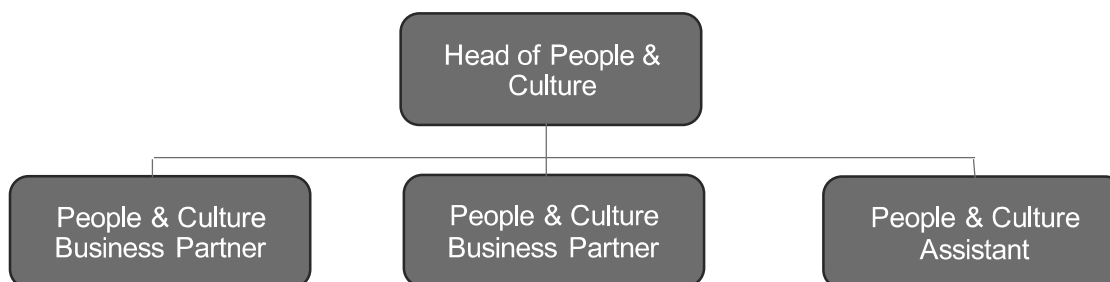 Head of People &
Culture
People & Culture
Business Partner
People & Culture
Business Partner
People & Culture
Assistant